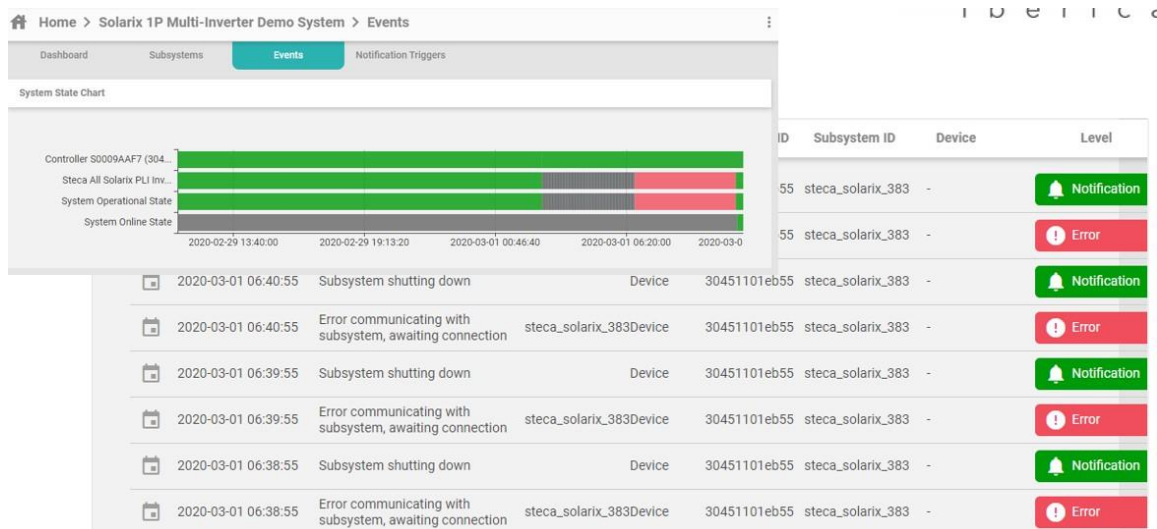 iberica
Home > Solarix 1P Multi-Inverter Demo System > Events
Dashboard Subsystems Events Notification Triggers
System State Chart
Controller S0009AAF7 (304...
Steca All Solarix PLI Inv...
System Operational State
System Online State
2020-02-29 13:40:00 2020-02-29 19:13:20 2020-03-01 00:46:40 2020-03-01 06:20:00 2020-03-0
ID Subsystem ID Device Level
55 steca_solarix_383 - Notification
55 steca_solarix_383 - Error
2020-03-01 06:40:55 Subsystem shutting down Device 30451101eb55 steca_solarix_383 - Notification
2020-03-01 06:40:55 Error communicating with
subsystem, awaiting connection steca_solarix_383Device 30451101eb55 steca_solarix_383 - Error
2020-03-01 06:39:55 Subsystem shutting down Device 30451101eb55 steca_solarix_383 - Notification
2020-03-01 06:39:55 Error communicating with
subsystem, awaiting connection steca_solarix_383Device 30451101eb55 steca_solarix_383 - Error
2020-03-01 06:38:55 Subsystem shutting down Device 30451101eb55 steca_solarix_383 - Notification
2020-03-01 06:38:55 Error communicating with
subsystem, awaiting connection steca_solarix_383Device 30451101eb55 steca_solarix_383 - Error